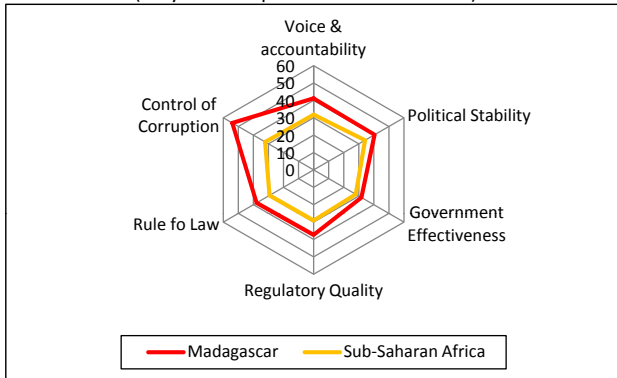 Voice &
accountability
60
50
40
30
20
10
0
Control of
Corruption
Political Stability
Rule fo Law
Government
Effectiveness
Regulatory Quality
Madagascar
Sub-Saharan Africa